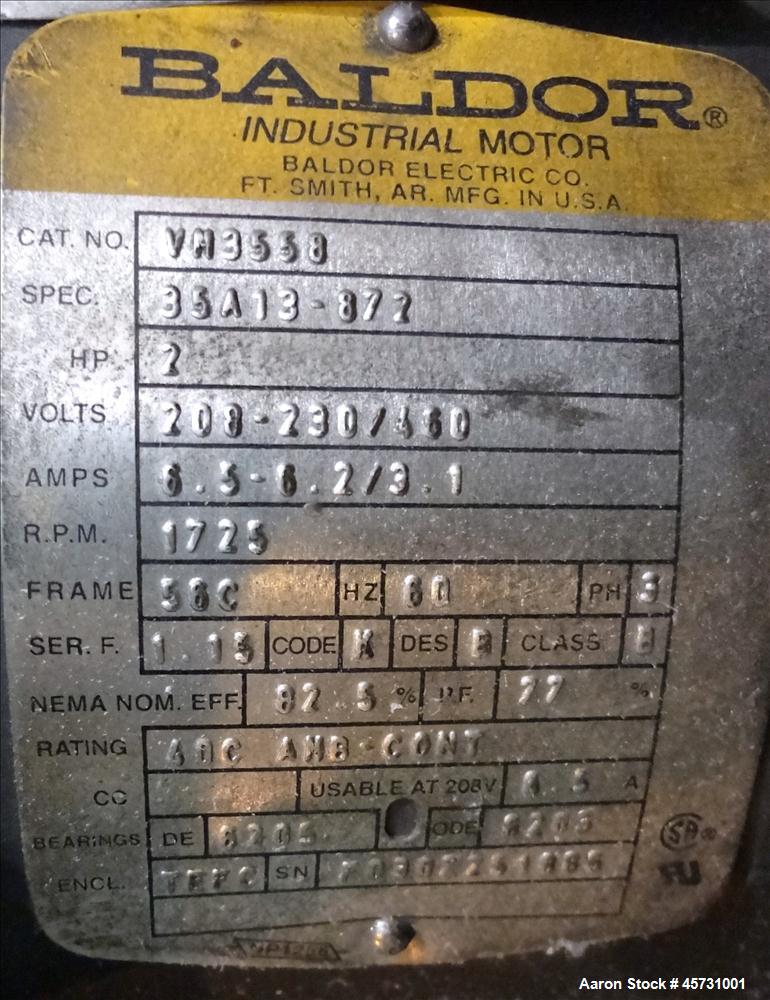 BALDOR®
INDUSTRIAL MOTOR
BALDOR ELECTRIC CO.
FT. SMITH, AR. MFG. IN U.S.A.
CAT. NO. VM3558
SPEC. 35A13-872
HP 2
VOLTS 208-230/460
AMPS 6.5-6.2/3.1
R.P.M. 1725
FRAME 56C HZ 60 PH 3
SER. F. 1.15 CODE K DES CLASS
NEMA NOM. EFF. 82.5 % P.F. 77 %
RATING 40C AMB-CONT
CC USABLE AT 208V 6.5 A
BEARINGS DE 6205 ODE 6203
ENCL. TEFC SN
SA®
Aaron Stock # 45731001